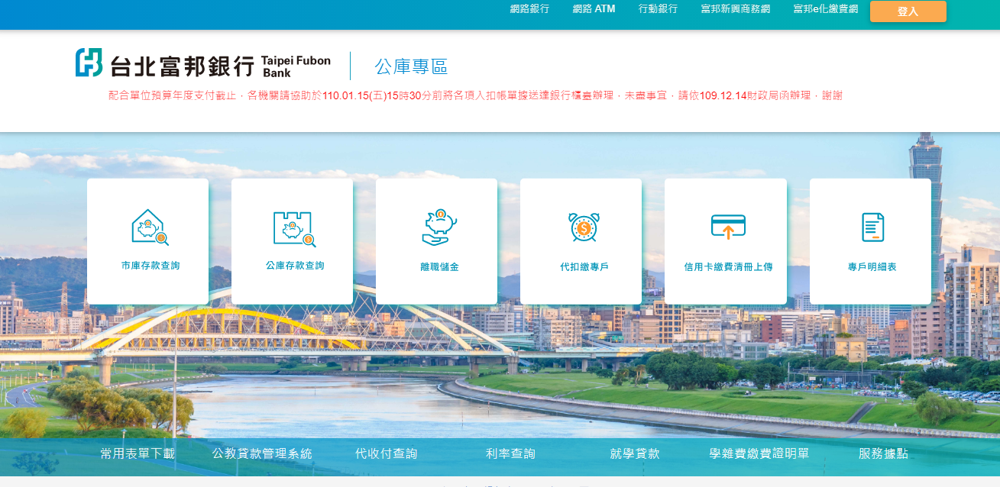 網路銀行 網路 ATM 行動銀行 富邦新興商務網 富邦e化繳費網 登入
台北富邦銀行 Taipei Fubon Bank 公庫專區
配合單位預算年度支付截止，各機關請協助於110.01.15(五)15時30分前將各項入扣帳單據送達銀行櫃臺辦理，未盡事宜，請依109.12.14財政局函辦理，謝謝
市庫存款查詢 公庫存款查詢 離職儲金 代扣繳專戶 信用卡繳費清冊上傳 專戶明細表
常用表單下載 公教貸款管理系統 代收付查詢 利率查詢 就學貸款 學雜費繳費證明單 服務據點